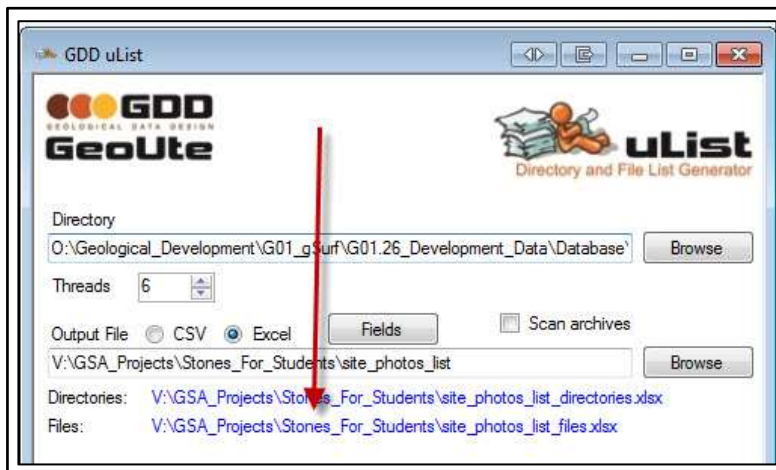 GDD uList
GDD
GEOLOGICAL DATA DESIGN
GeoUte
uList
Directory and File List Generator
Directory
O:\Geological_Development\G01_gSurf\G01.26_Development_Data\Database\
Browse
Threads 6
Output File CSV Excel Fields Scan archives
V:\GSA_Projects\Stones_For_Students\site_photos_list Browse
Directories: V:\GSA_Projects\Stones_For_Students\site_photos_list_directories.xlsx
Files: V:\GSA_Projects\Stones_For_Students\site_photos_list_files.xlsx